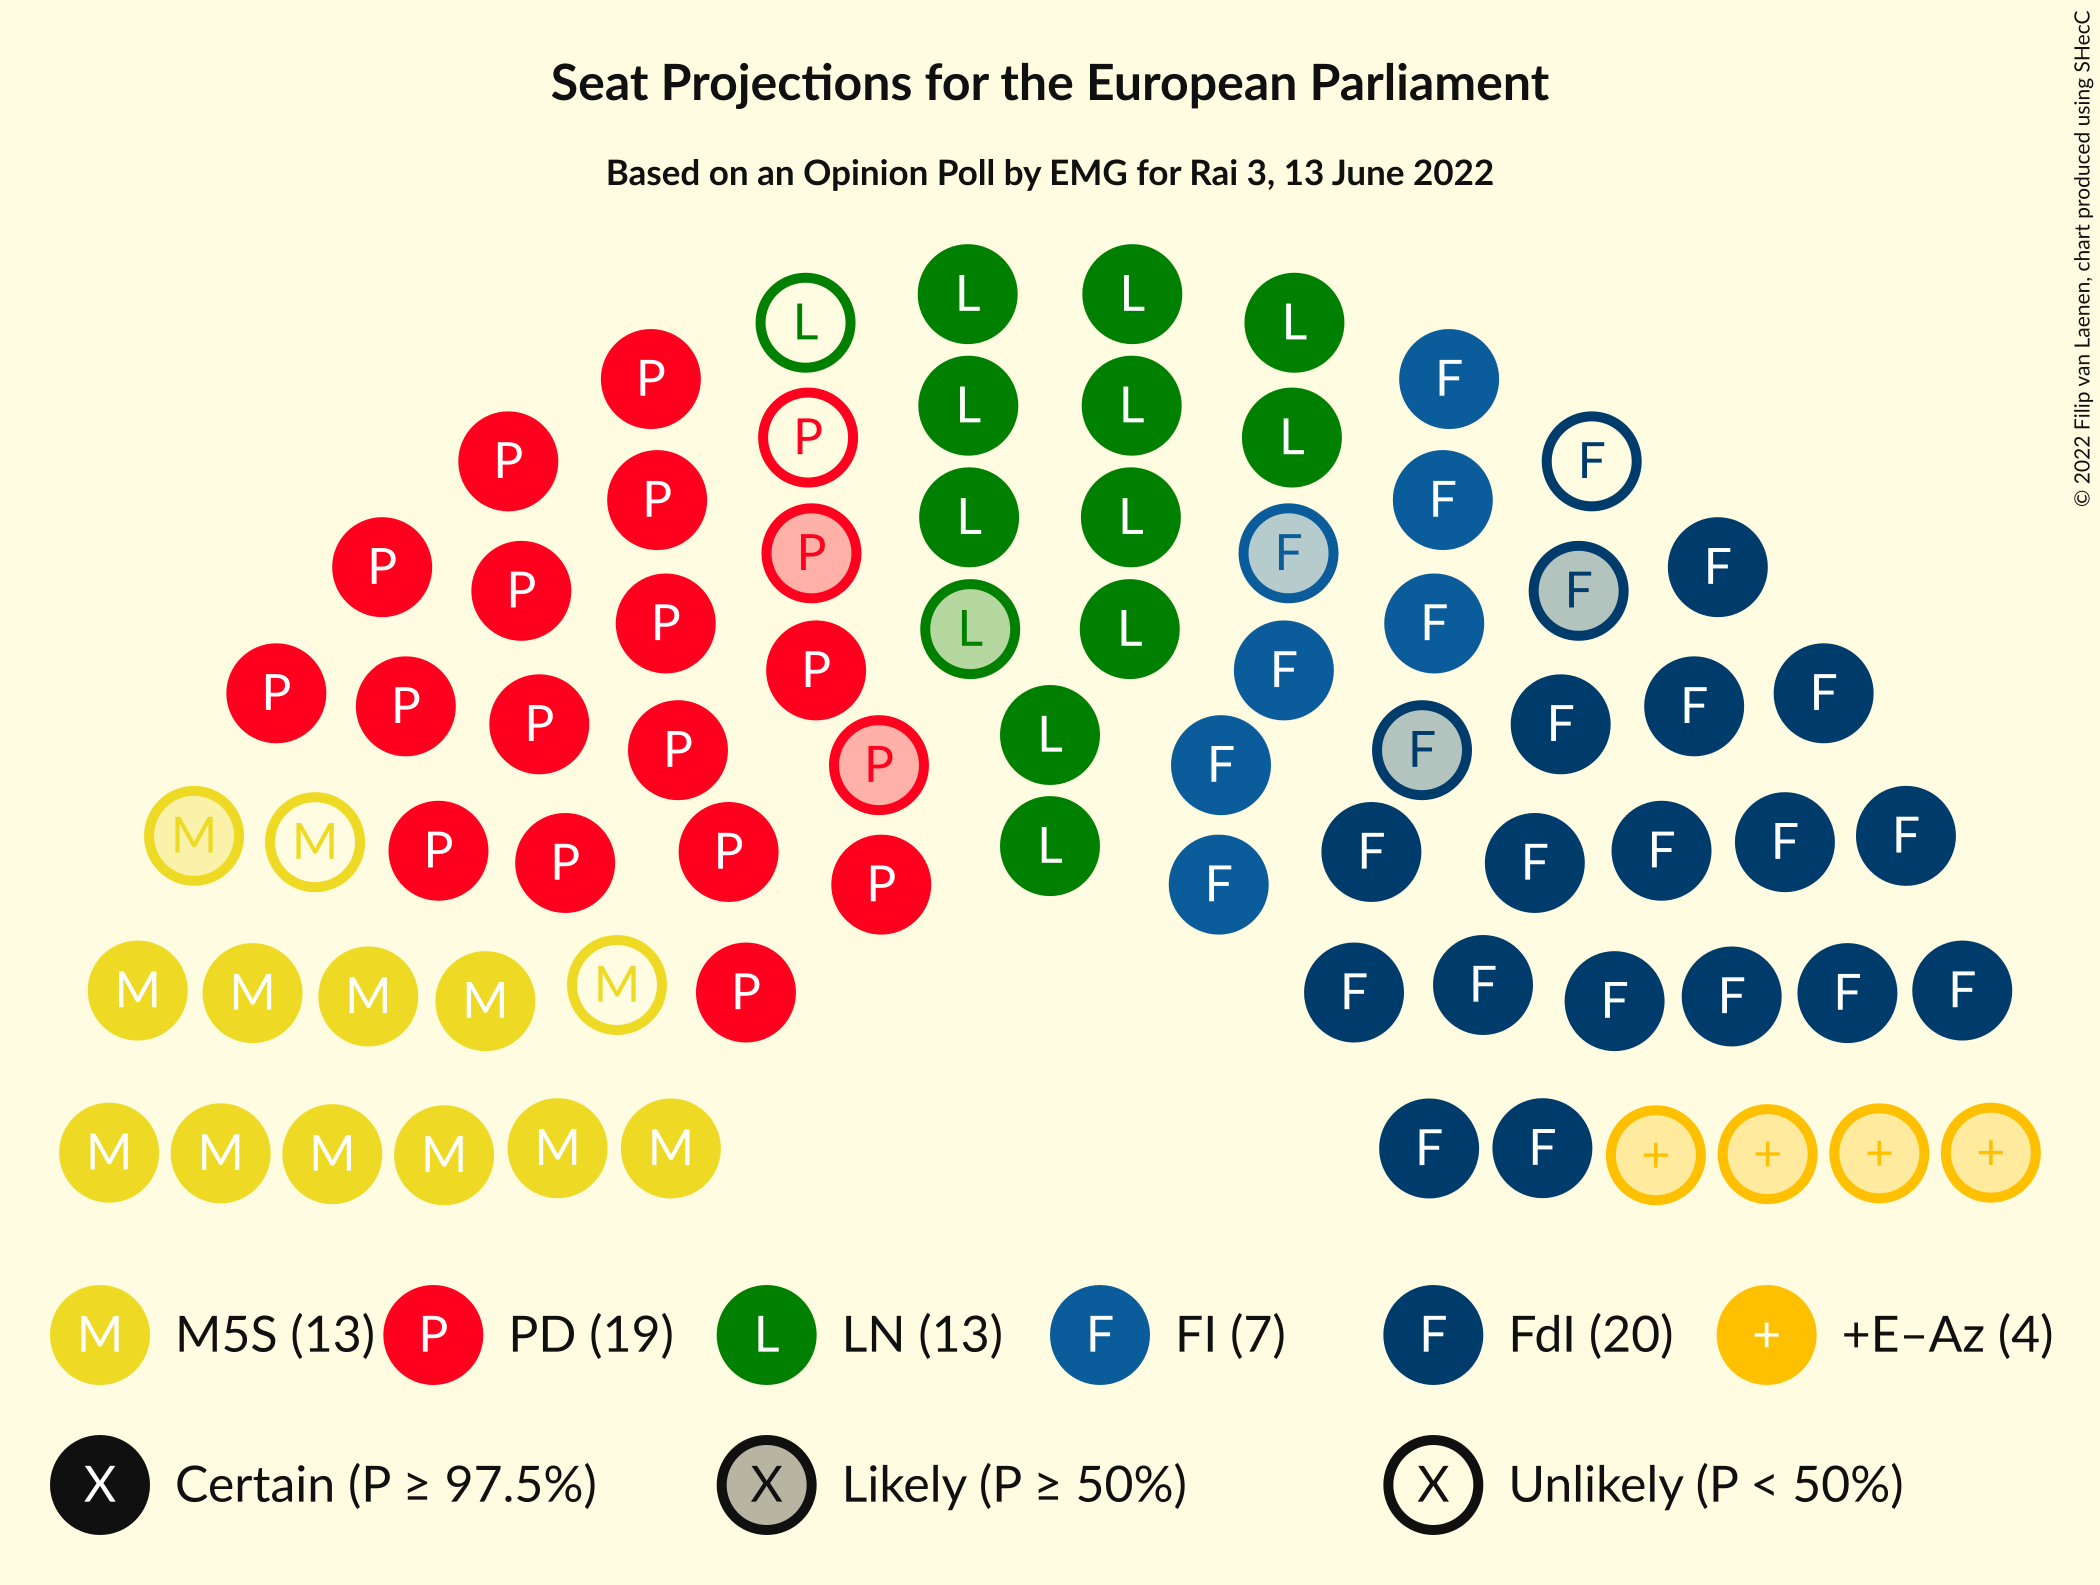 Seat Projections for the European Parliament
Based on an Opinion Poll by EMG for Rai 3, 13 June 2022
© 2022 Filip van Laenen, chart produced using SHecC
L L L L
P F
L L P L
P F
P F
L L
P F F
P P F F
P L L
P F
P F
P P F F
P L F
P P F
P F
M M P P P F F F F F
L
P F
M M M M M P F F F F F F
M M M M M M F F + + + +
M M5S (13) P PD (19) L LN (13) F FI (7) F FdI (20) + +E–Az (4)
X Certain (P ≥ 97.5%) X Likely (P ≥ 50%) X Unlikely (P < 50%)